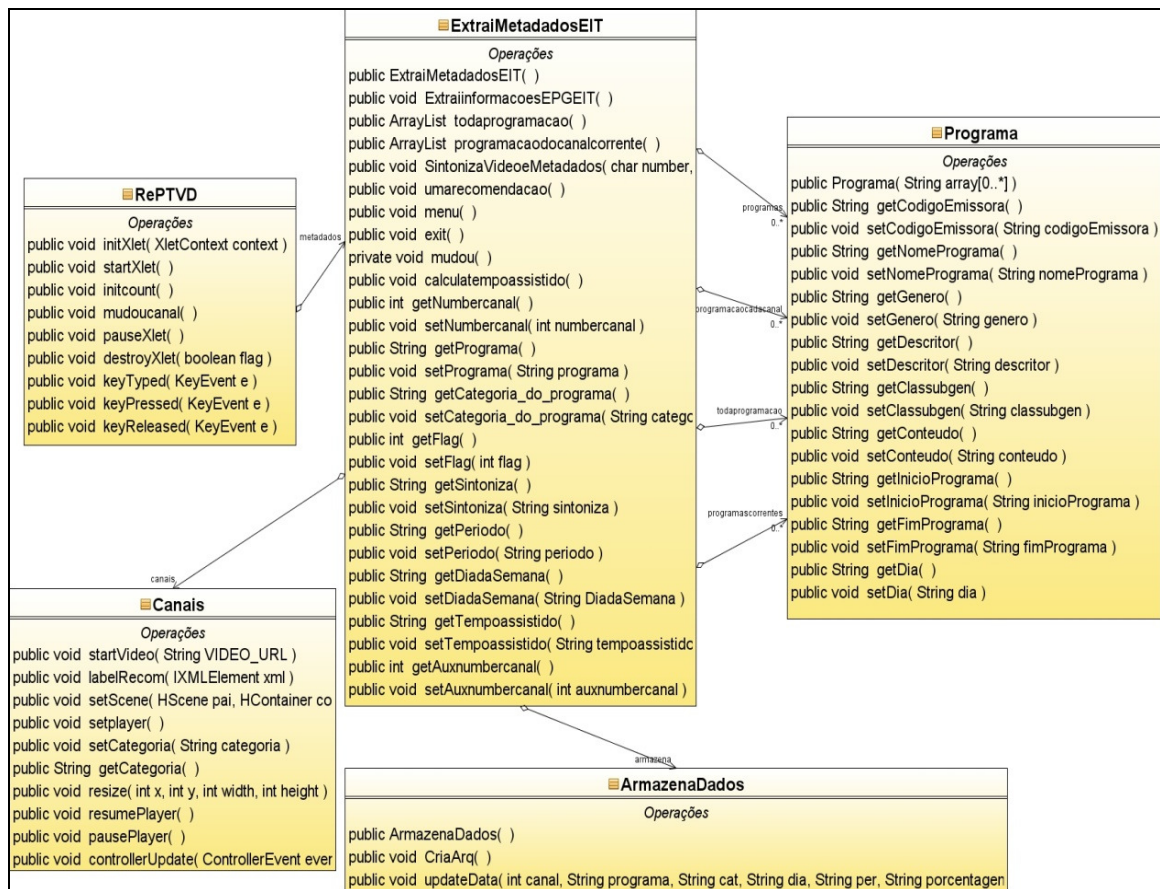 ExtraiMetadadosEIT
Operações
public ExtraiMetadadosEIT( )
public void ExtraiinformacoesEPGEIT( )
public ArrayList todaprogramacao( )
public ArrayList programacaodocanalcorrente( )
public void SintonizaVideoeMetadados( char number,
public void umarecomendacao( )
public void menu( )
public void exit( )
private void mudou( )
public void calculatempoassistido( )
public int getNumbercanal( )
public void setNumbercanal( int numbercanal )
public String getPrograma( )
public void setPrograma( String programa )
public String getCategoria_do_programa( )
public void setCategoria_do_programa( String catego
public int getFlag( )
public void setFlag( int flag )
public String getSintoniza( )
public void setSintoniza( String sintoniza )
public String getPeriodo( )
public void setPeriodo( String periodo )
public String getDiadaSemana( )
public void setDiadaSemana( String DiadaSemana )
public String getTempoassistido( )
public void setTempoassistido( String tempoassistido
public int getAuxnumbercanal( )
public void setAuxnumbercanal( int auxnumbercanal )
RePTVD
Operações
public void initXlet( XletContext context )
public void startXlet( )
public void initcount( )
public void mudoucanal( )
public void pauseXlet( )
public void destroyXlet( boolean flag )
public void keyTyped( KeyEvent e )
public void keyPressed( KeyEvent e )
public void keyReleased( KeyEvent e )
metadados
programas
0..*
programacaocadacanal
0..*
todaprogramacao
0..*
programascorrentes
0..*
Programa
Operações
public Programa( String array[0..*] )
public String getCodigoEmissora( )
public void setCodigoEmissora( String codigoEmissora )
public String getNomePrograma( )
public void setNomePrograma( String nomePrograma )
public String getGenero( )
public void setGenero( String genero )
public String getDescritor( )
public void setDescritor( String descritor )
public String getClassubgen( )
public void setClassubgen( String classubgen )
public String getConteudo( )
public void setConteudo( String conteudo )
public String getInicioPrograma( )
public void setInicioPrograma( String inicioPrograma )
public String getFimPrograma( )
public void setFimPrograma( String fimPrograma )
public String getDia( )
public void setDia( String dia )
canais
Canais
Operações
public void startVideo( String VIDEO_URL )
public void labelRecom( IXMLElement xml )
public void setScene( HScene pai, HContainer co
public void setplayer( )
public void setCategoria( String categoria )
public String getCategoria( )
public void resize( int x, int y, int width, int height )
public void resumePlayer( )
public void pausePlayer( )
public void controllerUpdate( ControllerEvent ever
armazena
ArmazenaDados
Operações
public ArmazenaDados( )
public void CriaArq( )
public void updateData( int canal, String programa, String cat, String dia, String per, String porcentagen